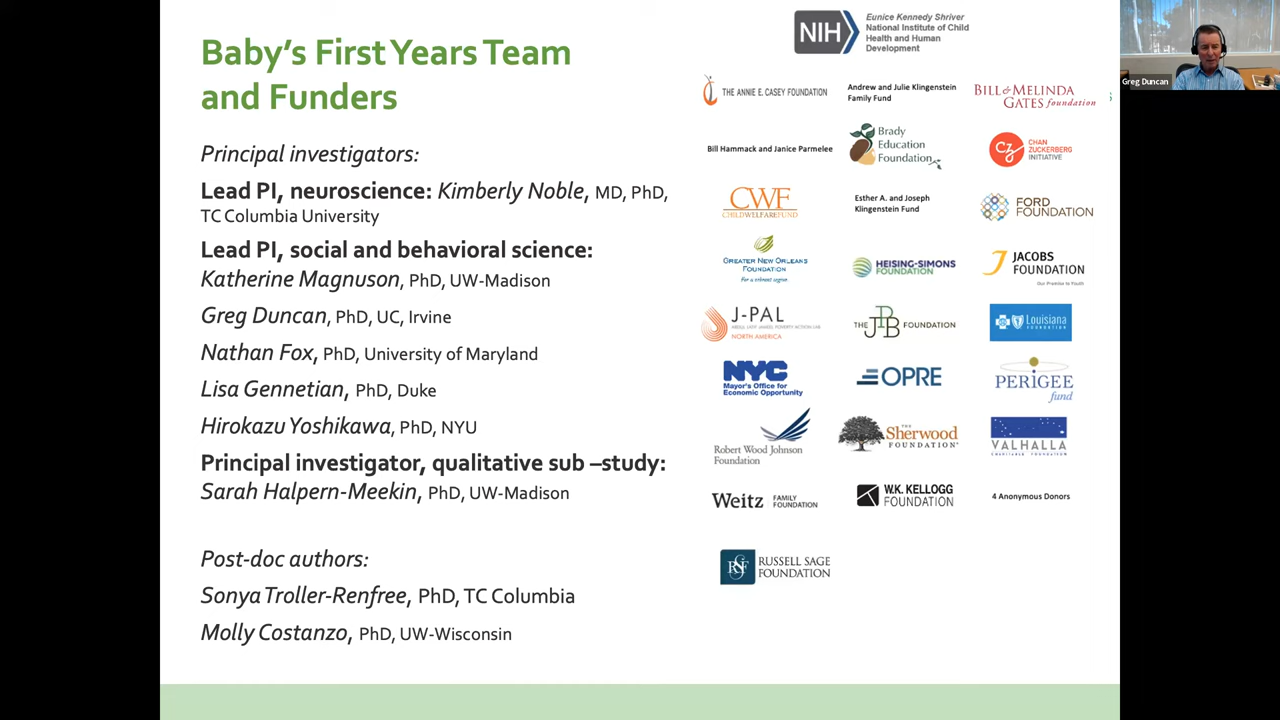 Baby's First Years Team
and Funders
Principal investigators:
Lead PI, neuroscience: Kimberly Noble, MD, PhD,
TC Columbia University
Lead PI, social and behavioral science:
Katherine Magnuson, PhD, UW-Madison
Greg Duncan, PhD, UC, Irvine
Nathan Fox, PhD, University of Maryland
Lisa Gennetian, PhD, Duke
Hirokazu Yoshikawa, PhD, NYU
Principal investigator, qualitative sub –study:
Sarah Halpern-Meekin, PhD, UW-Madison
Post-doc authors:
Sonya Troller-Renfree, PhD, TC Columbia
Molly Costanzo, PhD, UW-Wisconsin
NIH
Eunice Kennedy Shriver
National Institute of Child
Health and Human
Development
THE ANNIE E. CASEY FOUNDATION
Andrew and Julie Klingenstein
Family Fund
BILL & MELINDA
GATES foundation
Bill Hammack and Janice Parmelee
Brady
Education
Foundation
CZ
CHAN
ZUCKERBERG
INITIATIVE
CWF
CHILD WELFARE FUND
Esther A. and Joseph
Klingenstein Fund
FORD
FOUNDATION
GREATER NEW ORLEANS
FOUNDATION
For a vibrant region
HEISING-SIMONS
FOUNDATION
JACOBS
FOUNDATION
Our Promise to Youth
J-PAL
ABDUL LATIF JAMEEL POVERTY ACTION LAB
NORTH AMERICA
THE JPB FOUNDATION
Louisiana
FOUNDATION
NYC
Mayor's Office for
Economic Opportunity
OPRE
PERIGEE
fund
Robert Wood Johnson
Foundation
THE
Sherwood
FOUNDATION
VALHALLA
CHARITABLE FOUNDATION
Weitz FAMILY
FOUNDATION
W.K. KELLOGG
FOUNDATION
4 Anonymous Donors
RSF
RUSSELL SAGE
FOUNDATION
Greg Duncan